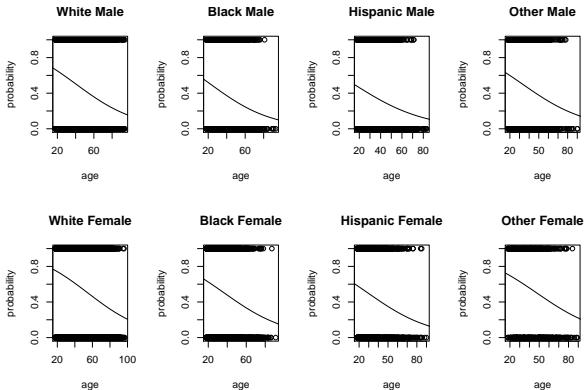 White Male
Black Male
Hispanic Male
Other Male
probability
0.0 0.4 0.8
20 60
age
probability
0.0 0.4 0.8
20 60
age
probability
0.0 0.4 0.8
20 40 60 80
age
probability
0.0 0.4 0.8
20 50 80
age
White Female
Black Female
Hispanic Female
Other Female
probability
0.0 0.4 0.8
20 60 100
age
probability
0.0 0.4 0.8
20 60
age
probability
0.0 0.4 0.8
20 50 80
age
probability
0.0 0.4 0.8
20 50 80
age